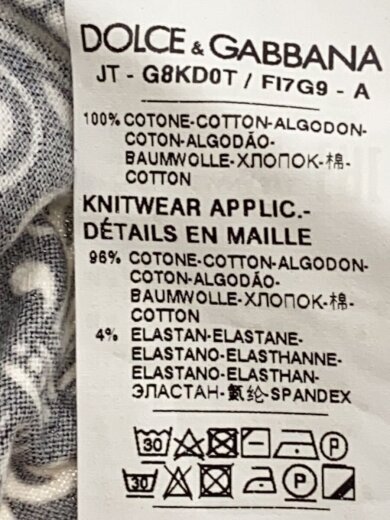 DOLCE & GABBANA
JT - G8KD0T / FI7G9 - A
100% COTONE-COTTON-ALGODON-
COTON-ALGODÃO-
BAUMWOLLE-ХЛОПОК-棉-
COTTON
KNITWEAR APPLIC.-
DÉTAILS EN MAILLE
96% COTONE-COTTON-ALGODON-
COTON-ALGODÃO-
BAUMWOLLE-ХЛОПОК-棉-
COTTON
4% ELASTAN-ELASTANE-
ELASTANO-ELASTHANNE-
ELASTANO-ELASTHAN-
ЭЛАСТАН-氨纶-SPANDEX
30 P
30 P